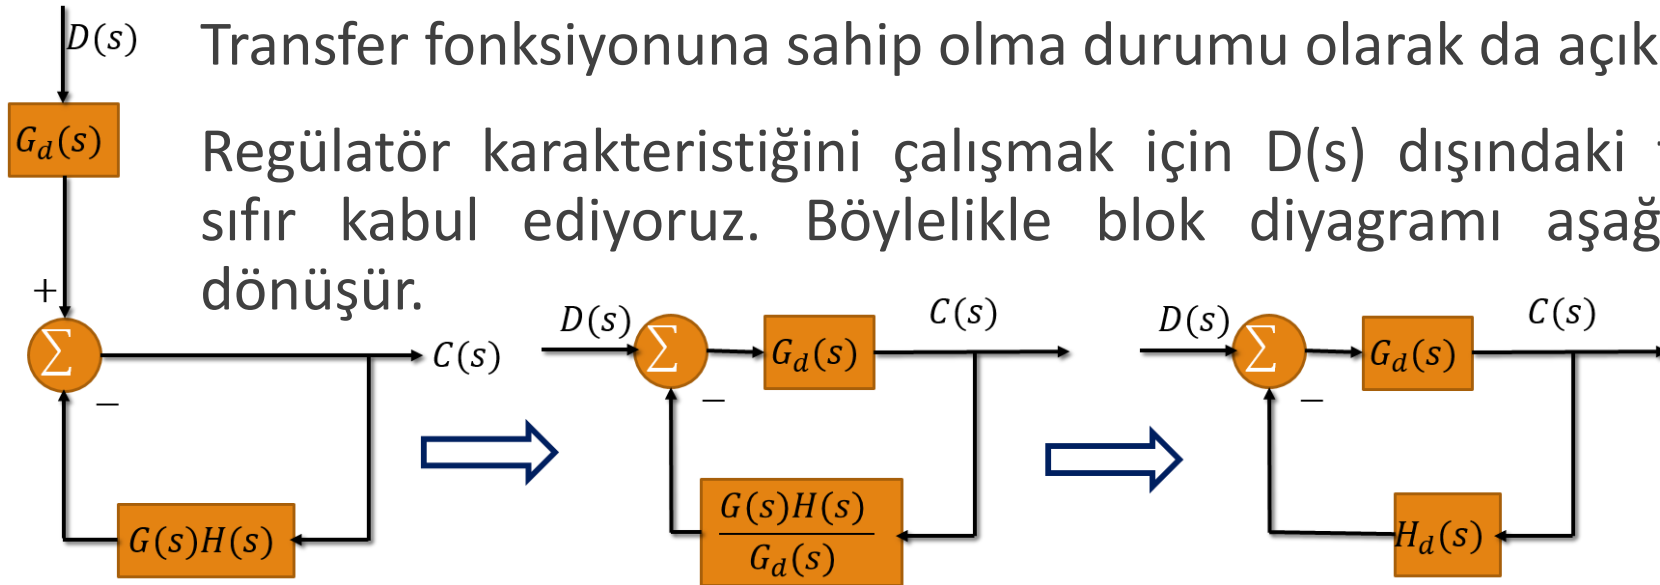 D(s)
Transfer fonksiyonuna sahip olma durumu olarak da açık
G_d(s)
Regülatör karakteristiğini çalışmak için D(s) dışındaki
sıfır kabul ediyoruz. Böylelikle blok diyagramı aşağ
dönüşür.
+
∑
−
C(s)
G(s)H(s)
D(s)
∑
−
G_d(s)
C(s)
G(s)H(s)
G_d(s)
D(s)
∑
−
G_d(s)
C(s)
H_d(s)